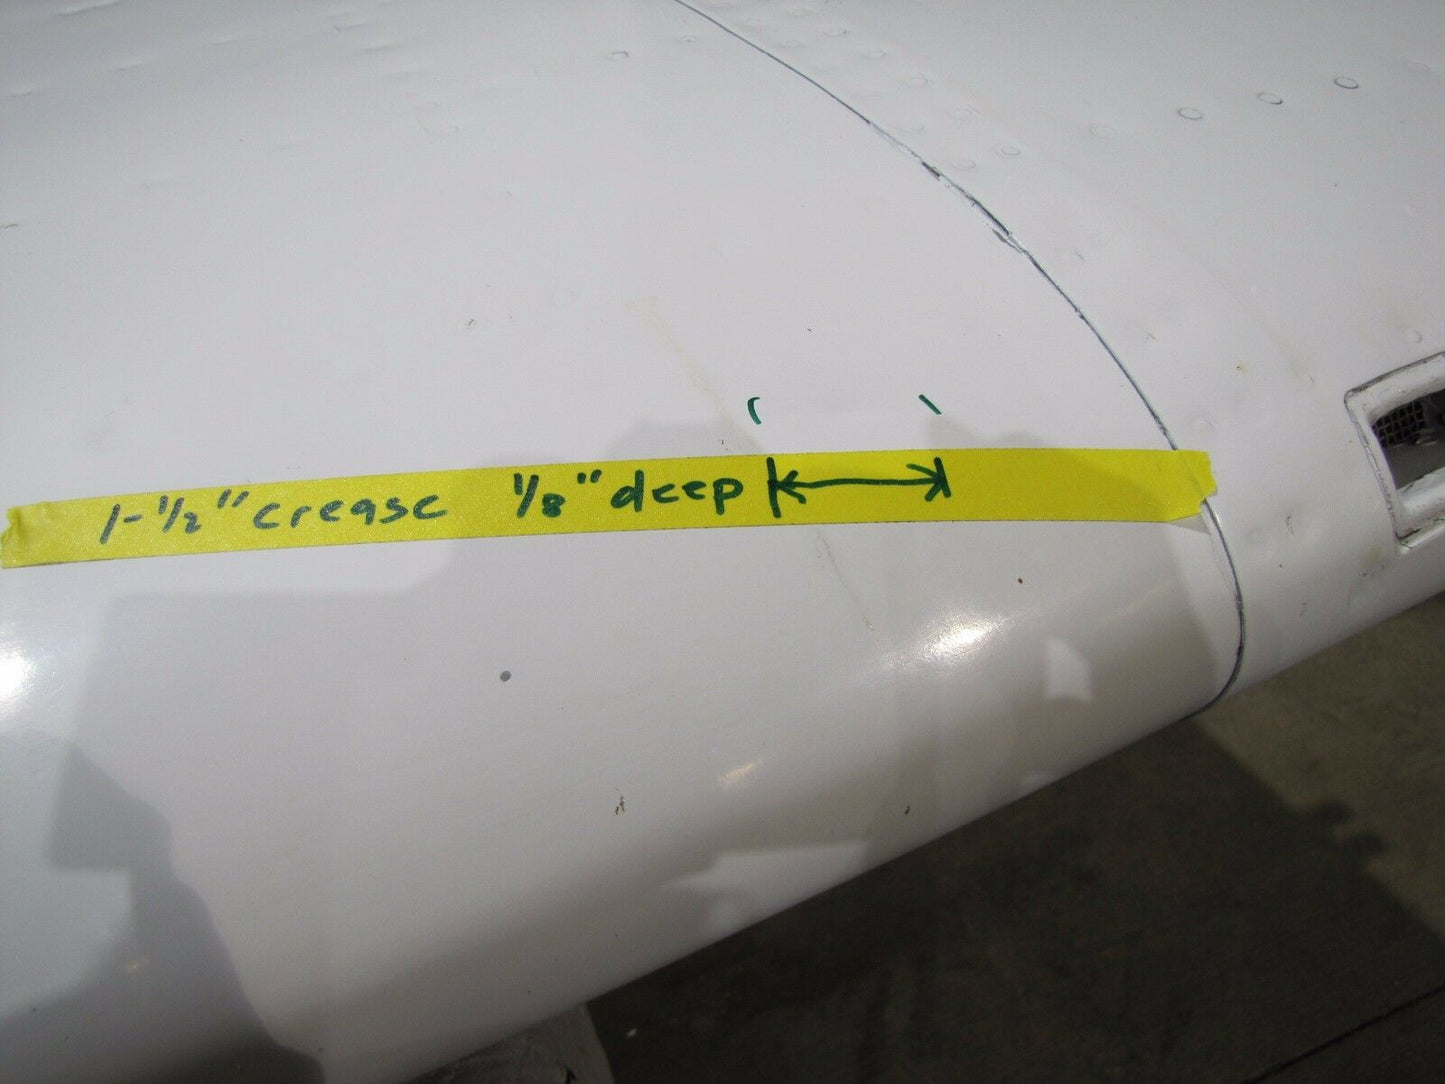 1-1/2" crease 1/8" deep